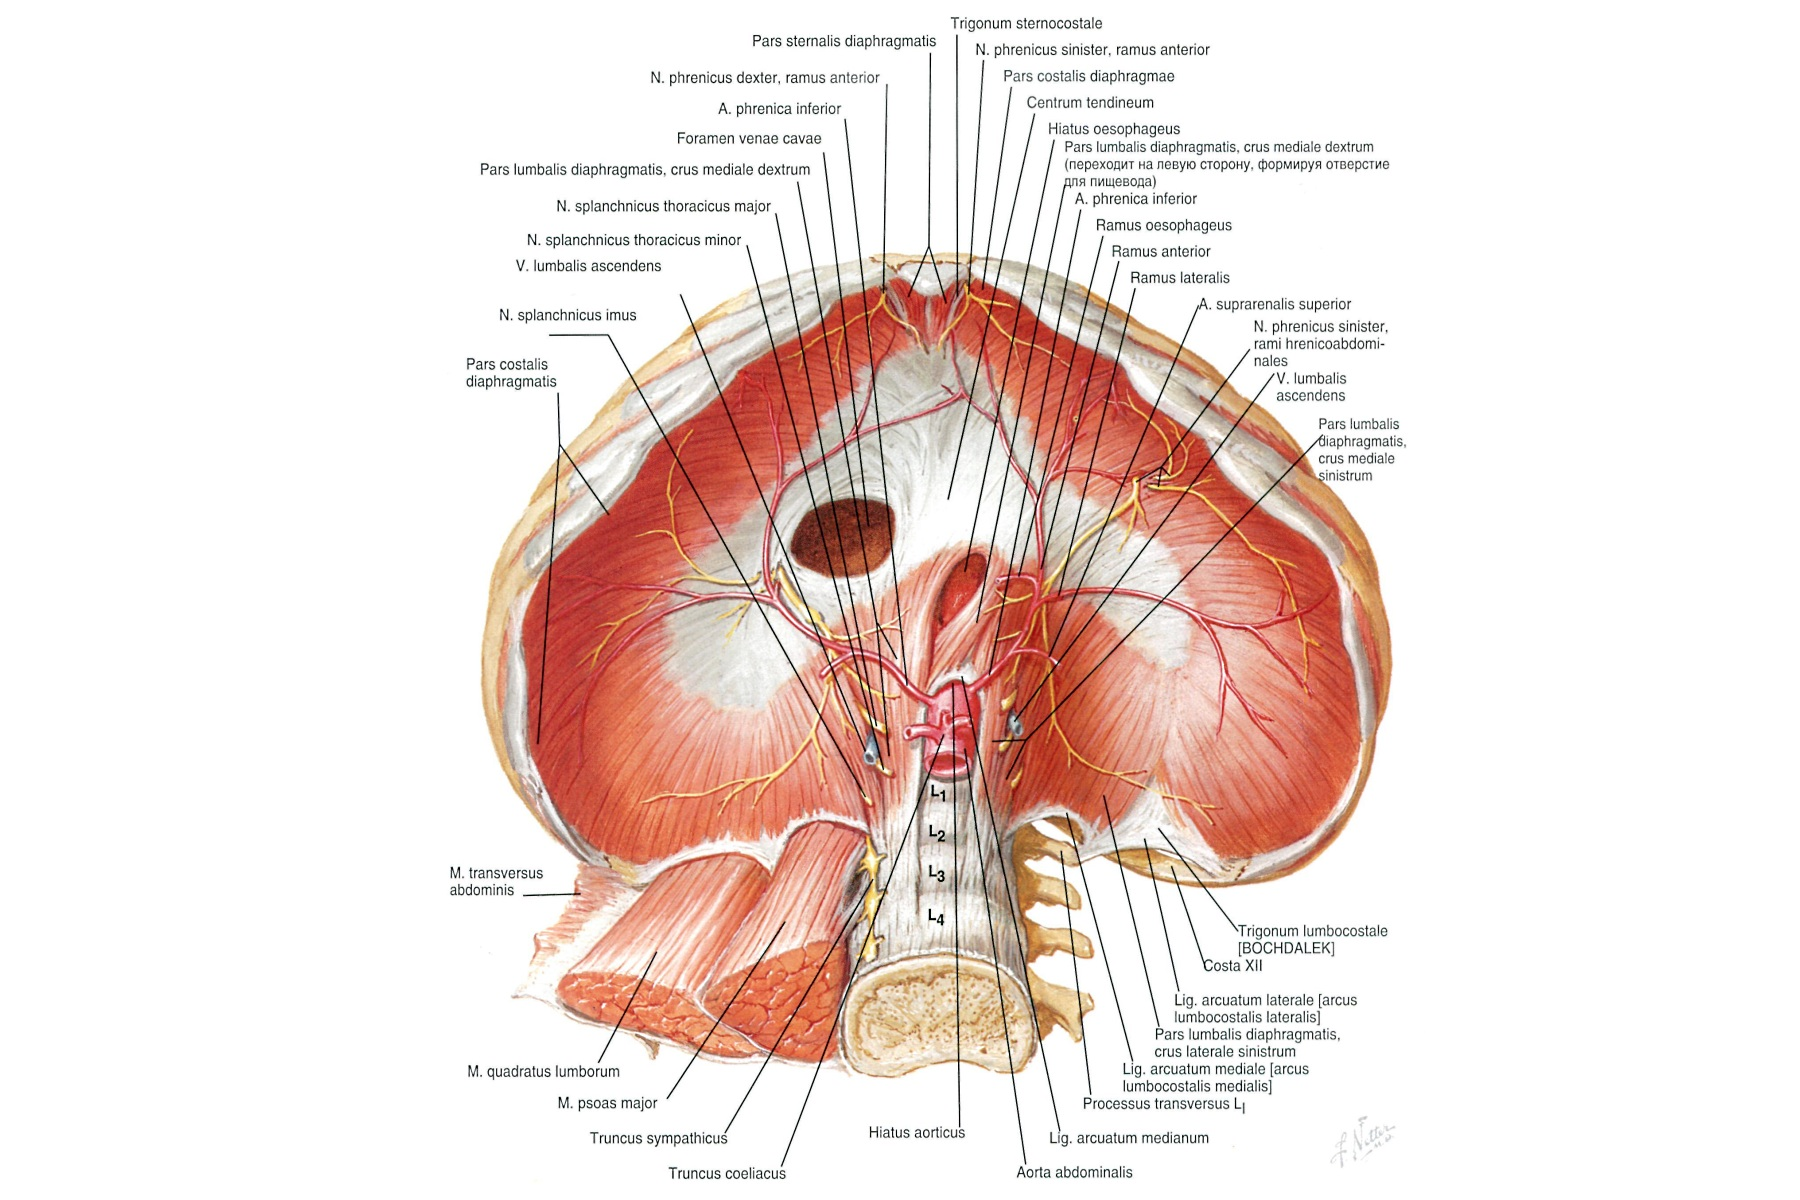 Trigonum sternocostale
Pars sternalis diaphragmatis
N. phrenicus sinister, ramus anterior
N. phrenicus dexter, ramus anterior
Pars costalis diaphragmae
A. phrenica inferior
Centrum tendineum
Foramen venae cavae
Hiatus oesophageus
Pars lumbalis diaphragmatis, crus mediale dextrum
(переходит на левую сторону, формируя отверстие
для пищевода)
Pars lumbalis diaphragmatis, crus mediale dextrum
A. phrenica inferior
N. splanchnicus thoracicus major
Ramus oesophageus
N. splanchnicus thoracicus minor
Ramus anterior
V. lumbalis ascendens
Ramus lateralis
N. splanchnicus imus
A. suprarenalis superior
N. phrenicus sinister,
rami hrenicoabdomi-
nales
Pars costalis
diaphragmatis
V. lumbalis
ascendens
Pars lumbalis
diaphragmatis,
crus mediale
sinistrum
L1
L2
L3
L4
M. transversus
abdominis
Trigonum lumbocostale
[BOCHDALEK]
Costa XII
Lig. arcuatum laterale [arcus
lumbocostalis lateralis]
Pars lumbalis diaphragmatis,
crus laterale sinistrum
Lig. arcuatum mediale [arcus
lumbocostalis medialis]
Processus transversus LI
M. quadratus lumborum
M. psoas major
Truncus sympathicus
Hiatus aorticus
Lig. arcuatum medianum
Truncus coeliacus
Aorta abdominalis
F. Netter
M.D.